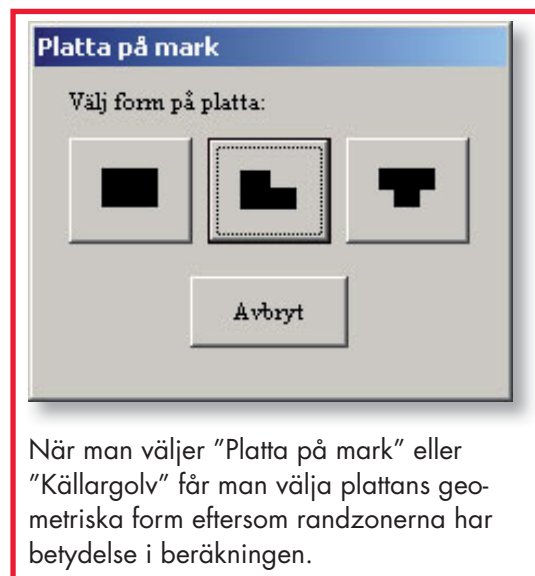 Platta på mark
Välj form på platta:
Avbryt
När man väljer ”Platta på mark” eller
”Källargolv” får man välja plattans geo-
metriska form eftersom randzonerna har
betydelse i beräkningen.